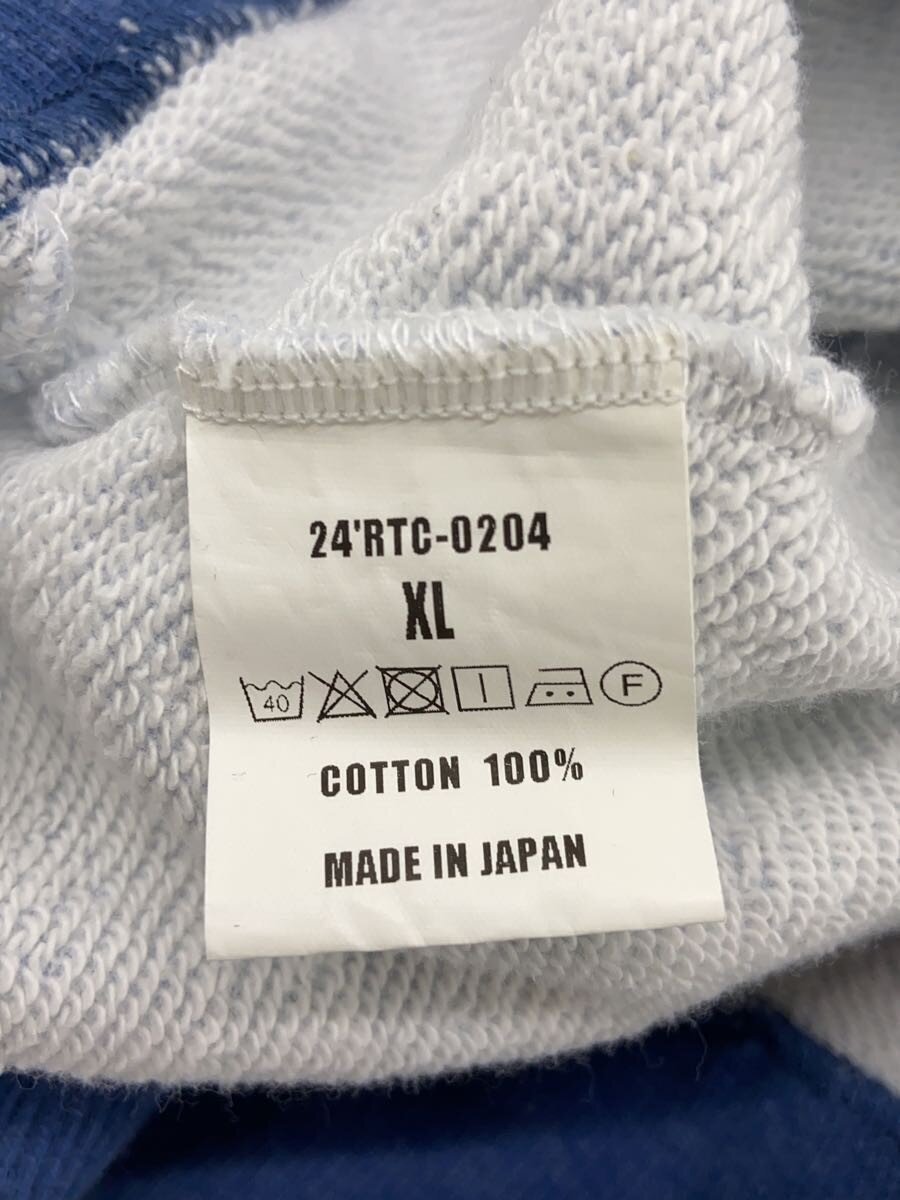 24'RTC-0204
XL
40 F
COTTON 100%
MADE IN JAPAN